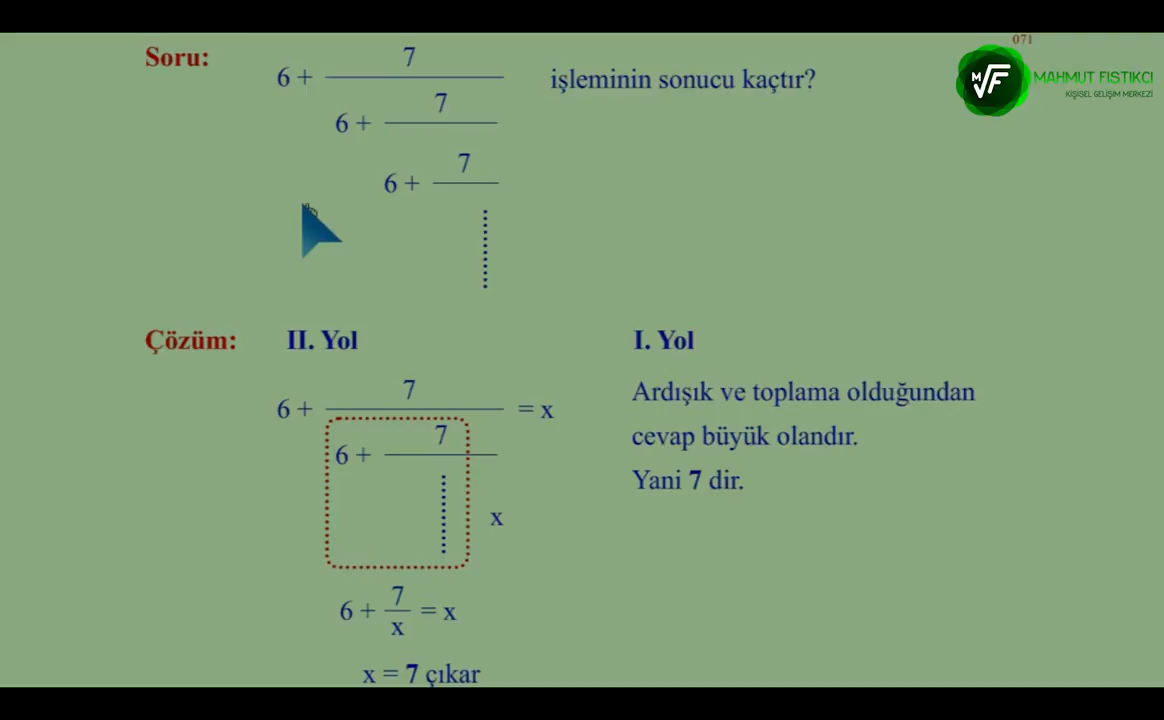 071
MAHMUT FISTIKCI
KİŞİSEL GELİŞİM MERKEZİ
Soru:
6 + 7
6 + 7
6 + 7
işleminin sonucu kaçtır?
Çözüm:
II. Yol
6 + 7 = x
6 + 7
x
6 + 7/x = x
x = 7 çıkar
I. Yol
Ardışık ve toplama olduğundan
cevap büyük olandır.
Yani 7 dir.